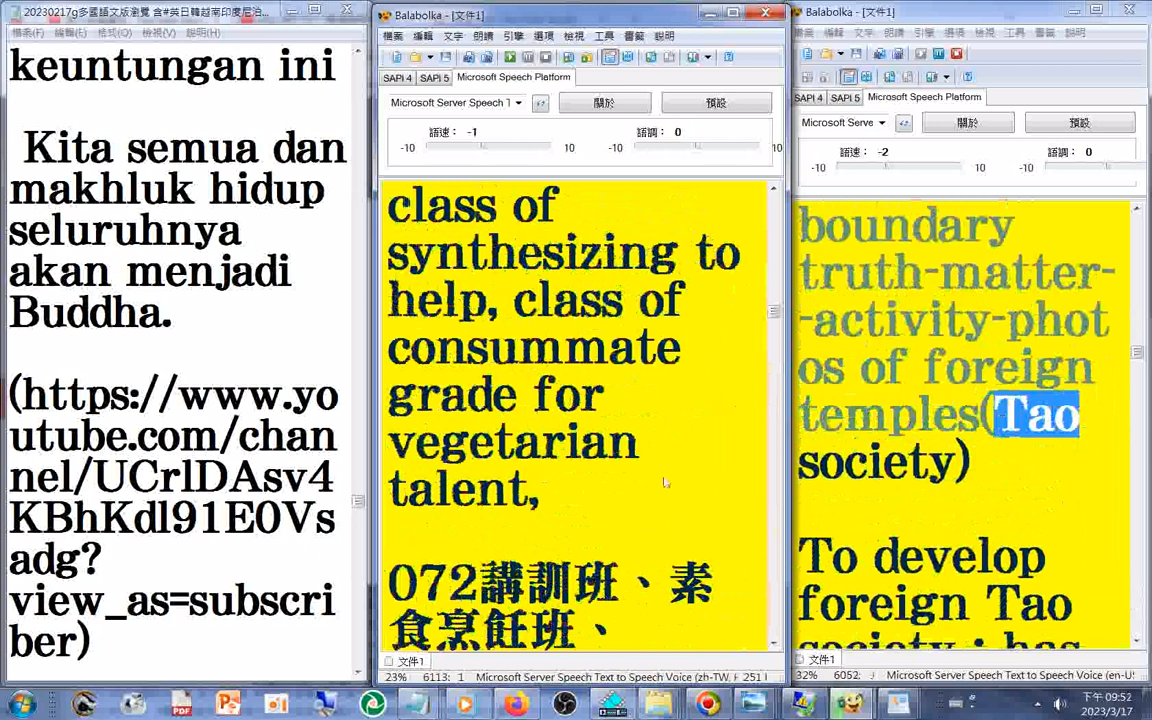 20230217g多國語文版瀏覽 含#英日韓越南印度尼泊...
檔案(F) 編輯(E) 格式(O) 檢視(V) 說明(H)
keuntungan ini
Kita semua dan
makhluk hidup
seluruhnya
akan menjadi
Buddha.
(https://www.yo
utube.com/chan
nel/UCrlDAsv4
KBhKdl91E0Vs
adg?
view_as=subscri
ber)
Balabolka - [文件1]
檔案 編輯 文字 朗讀 引擎 選項 檢視 工具 書籤 說明
SAPI 4 SAPI 5 Microsoft Speech Platform
Microsoft Server Speech T
關於
預設
語速： -1
語調： 0
-10 10 -10 10
class of
synthesizing to
help, class of
consummate
grade for
vegetarian
talent,
072講訓班、素
食烹飪班、
文件1
23% 6113: 1 Microsoft Server Speech Text to Speech Voice (zh-TW, 251
Balabolka - [文件1]
檔案 編輯 文字 朗讀 引擎 選項 檢視 工具 書籤 說明
SAPI 4 SAPI 5 Microsoft Speech Platform
Microsoft Serve
關於
預設
語速： -2
語調： 0
-10 10 -10
boundary
truth-matter-
-activity-phot
os of foreign
temples(Tao
society)
To develop
foreign Tao
society；has
文件1
32% 6052: Microsoft Server Speech Text to Speech Voice (en-U
下午 09:52
2023/3/17